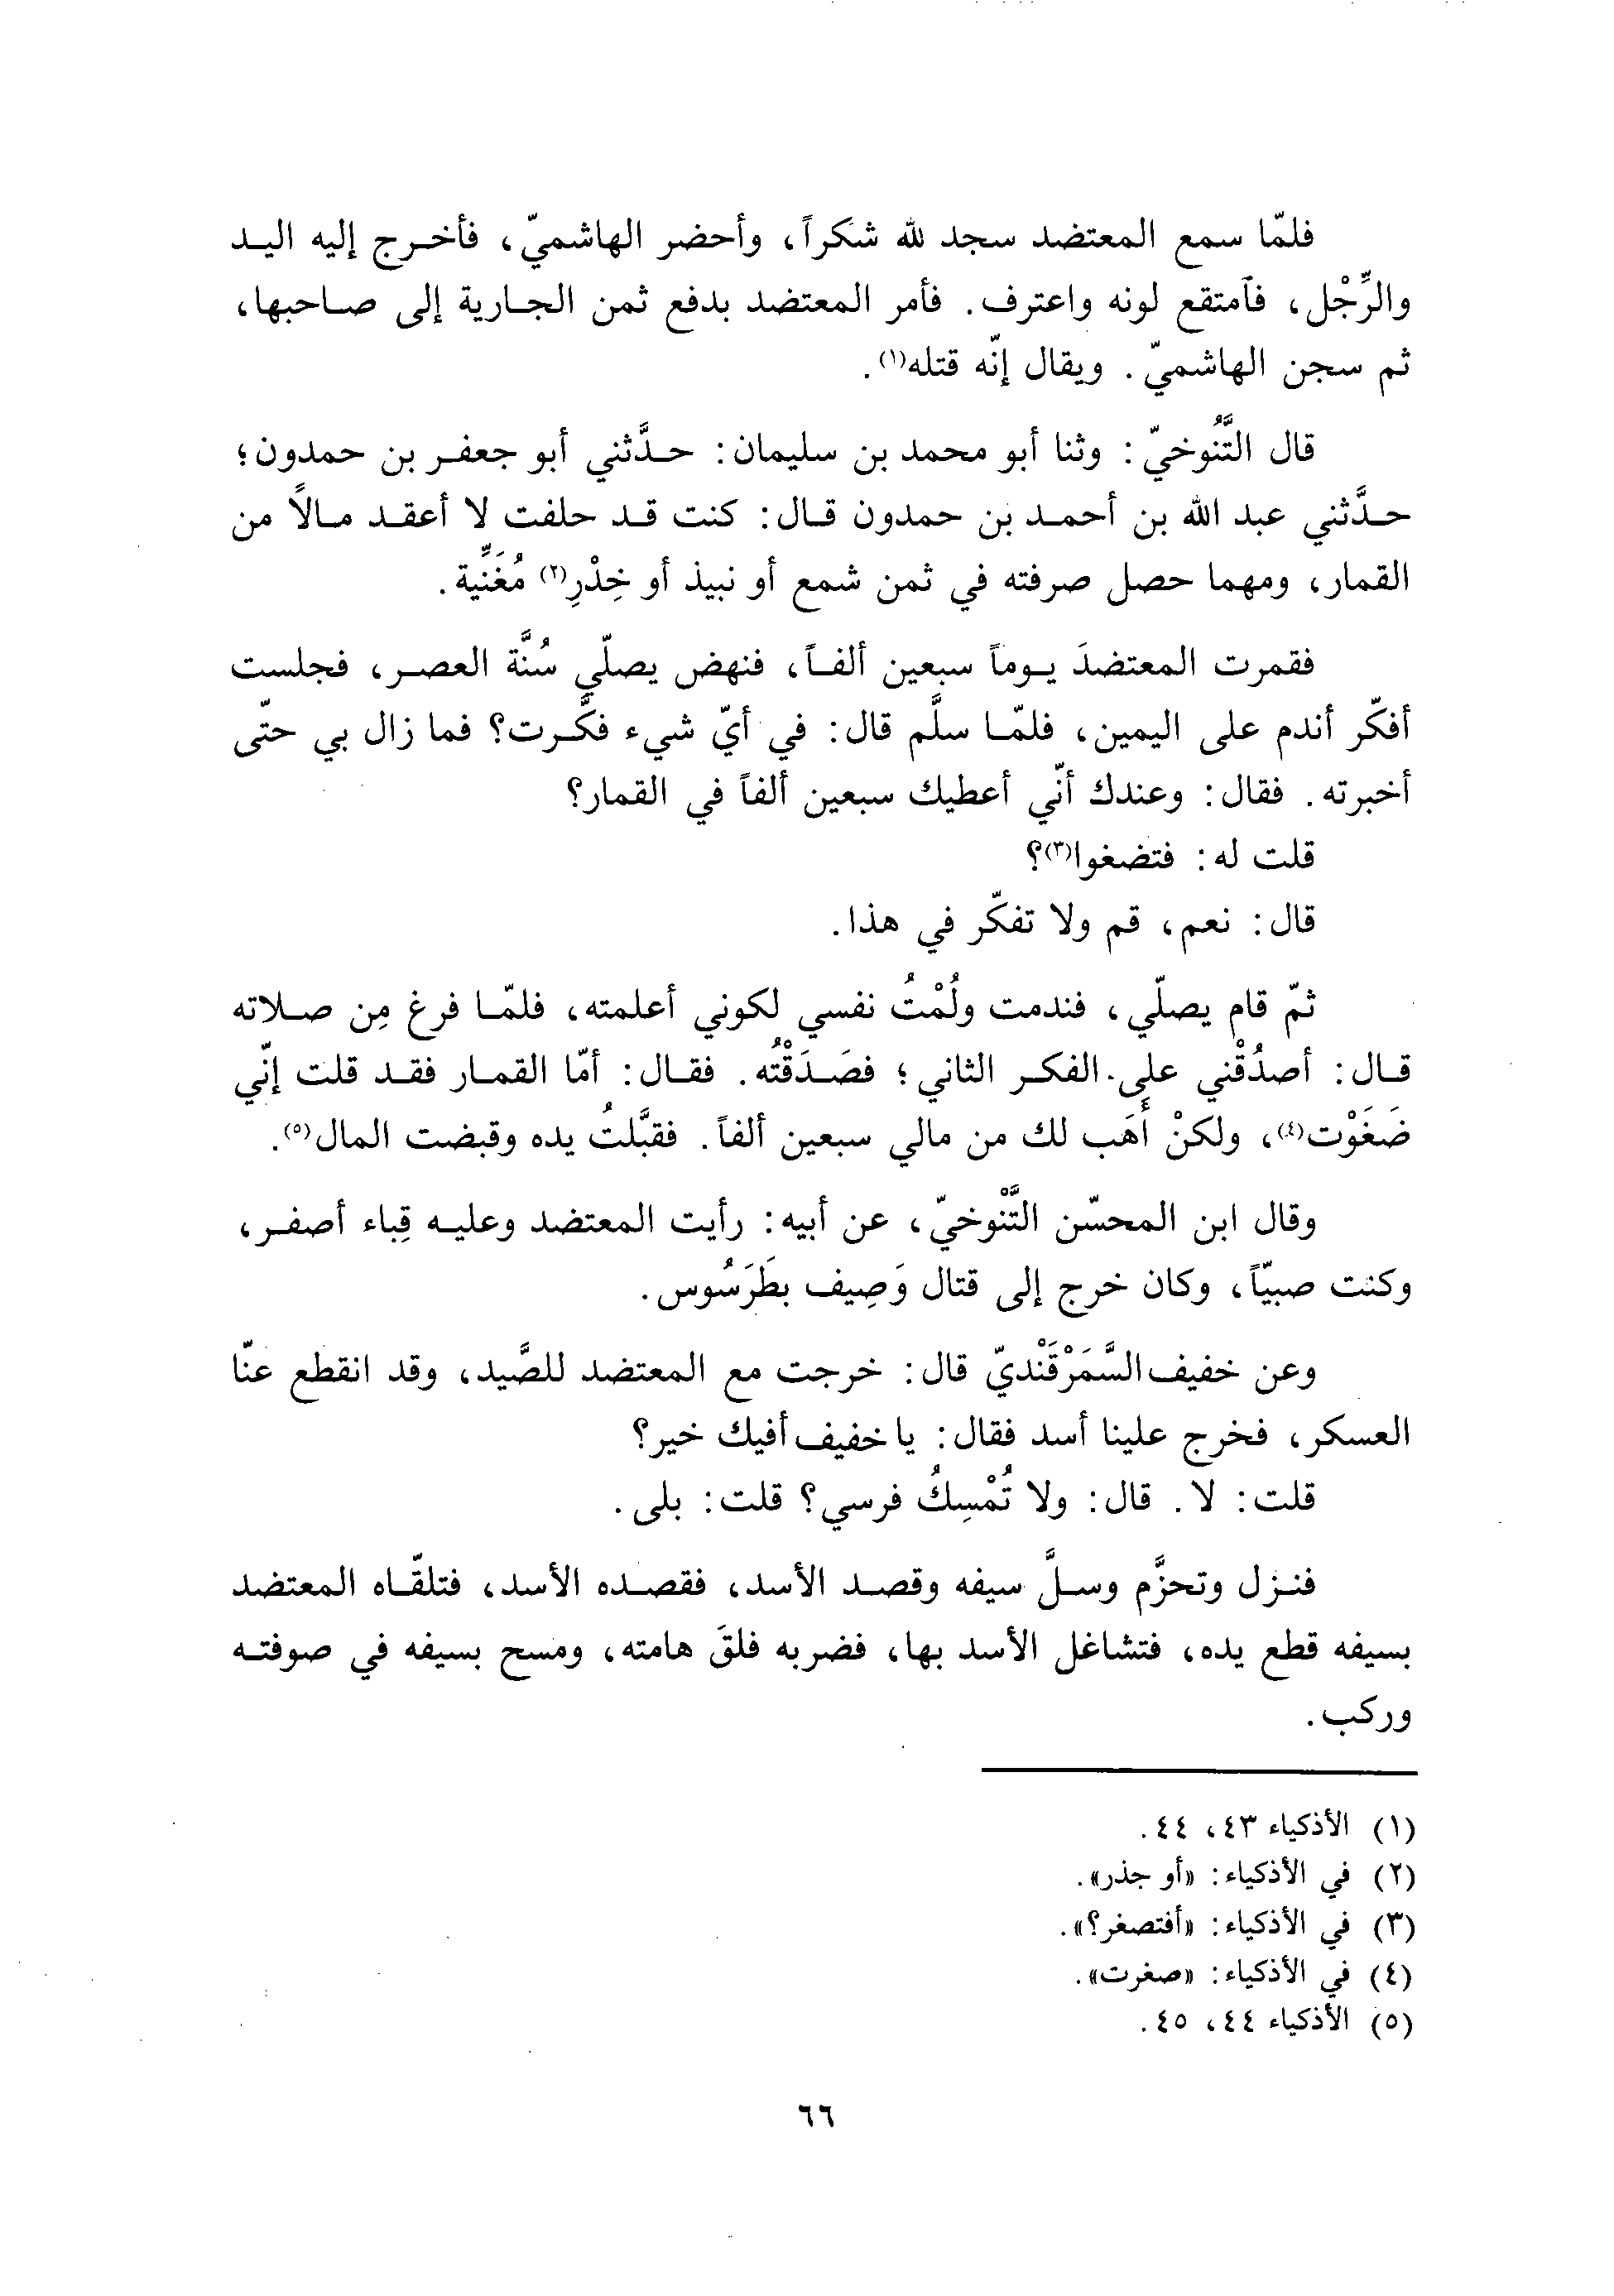 فلمّا سمع المعتضد سجد لله شكراً، وأحضر الهاشميّ، فأخرج إليه اليد
والرِّجْل، فآمتقع لونه واعترف. فأمر المعتضد بدفع ثمن الجارية إلى صاحبها،
ثم سجن الهاشميّ. ويقال إنّه قتله(١).
قال التَّنُوخيّ: وثنا أبو محمد بن سليمان: حدَّثني أبو جعفر بن حمدون؛
حدَّثني عبد الله بن أحمد بن حمدون قال: كنت قد حلفت لا أعقد مالاً من
القمار، ومهما حصل صرفته في ثمن شمع أو نبيذ أو خِدْرِ(٢) مُغَنِّية.
فقمرت المعتضدَ يوماً سبعين ألفاً، فنهض يصلّي سُنَّة العصر، فجلست
أفكّر أندم على اليمين، فلمّا سلَّم قال: في أيّ شيء فكَّرت؟ فما زال بي حتّى
أخبرته. فقال: وعندك أنّي أعطيك سبعين ألفاً في القمار؟
قلت له: فتضغوا(٣)؟
قال: نعم، قم ولا تفكّر في هذا.
ثمّ قام يصلّي، فندمت ولُمْتُ نفسي لكوني أعلمته، فلمّا فرغ مِن صلاته
قال: أصدُقْني على الفكر الثاني؛ فصَدَقْتُه. فقال: أمّا القمار فقد قلت إنّي
ضَغَوْت(٤)، ولكنْ أَهَب لك من مالي سبعين ألفاً. فقبَّلتُ يده وقبضت المال(٥).
وقال ابن المحسّن التَّنْوخيّ، عن أبيه: رأيت المعتضد وعليه قِباء أصفر،
وكنت صبيّاً، وكان خرج إلى قتال وَصِيف بطَرَسُوس.
وعن خفيف السَّمَرْقَنْديّ قال: خرجت مع المعتضد للصَّيد، وقد انقطع عنّا
العسكر، فخرج علينا أسد فقال: يا خفيف أفيك خير؟
قلت: لا. قال: ولا تُمْسِكُ فرسي؟ قلت: بلى.
فنزل وتحزَّم وسلَّ سيفه وقصد الأسد، فقصده الأسد، فتلقّاه المعتضد
بسيفه قطع يده، فتشاغل الأسد بها، فضربه فلقَ هامته، ومسح بسيفه في صوفته
وركب.
(١) الأذكياء ٤٣، ٤٤.
(٢) في الأذكياء: «أو جذر».
(٣) في الأذكياء: «أفتصغر؟».
(٤) في الأذكياء: «صغرت».
(٥) الأذكياء ٤٤، ٤٥.
٦٦